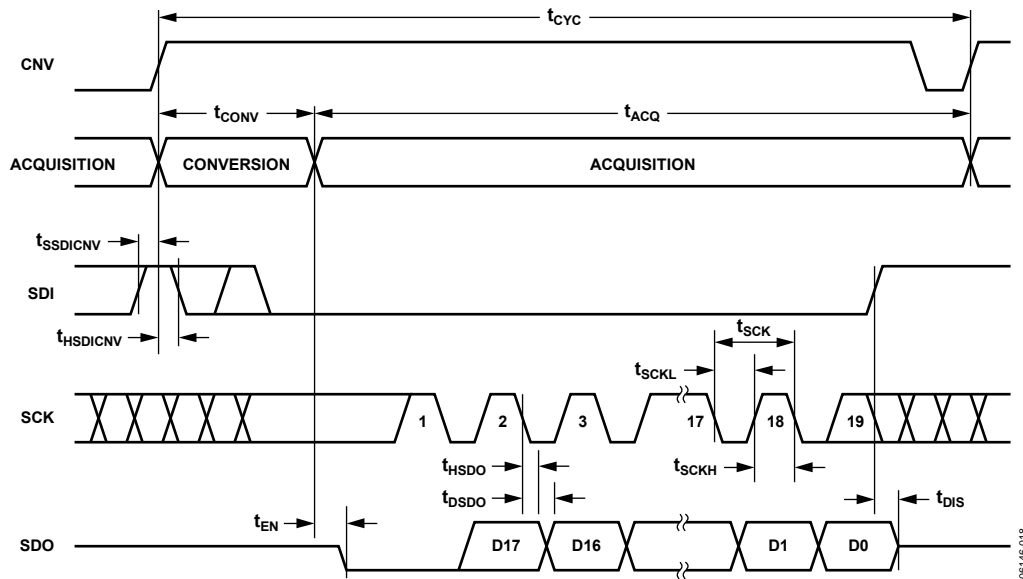 tCYC
CNV
tCONV
tACQ
ACQUISITION
CONVERSION
ACQUISITION
tSSDICNV
SDI
tHSDICNV
tSCK
tSCKL
SCK
1
2
3
17
18
19
tHSDO
tSCKH
tDSDO
tDIS
tEN
SDO
D17
D16
D1
D0
06146-018